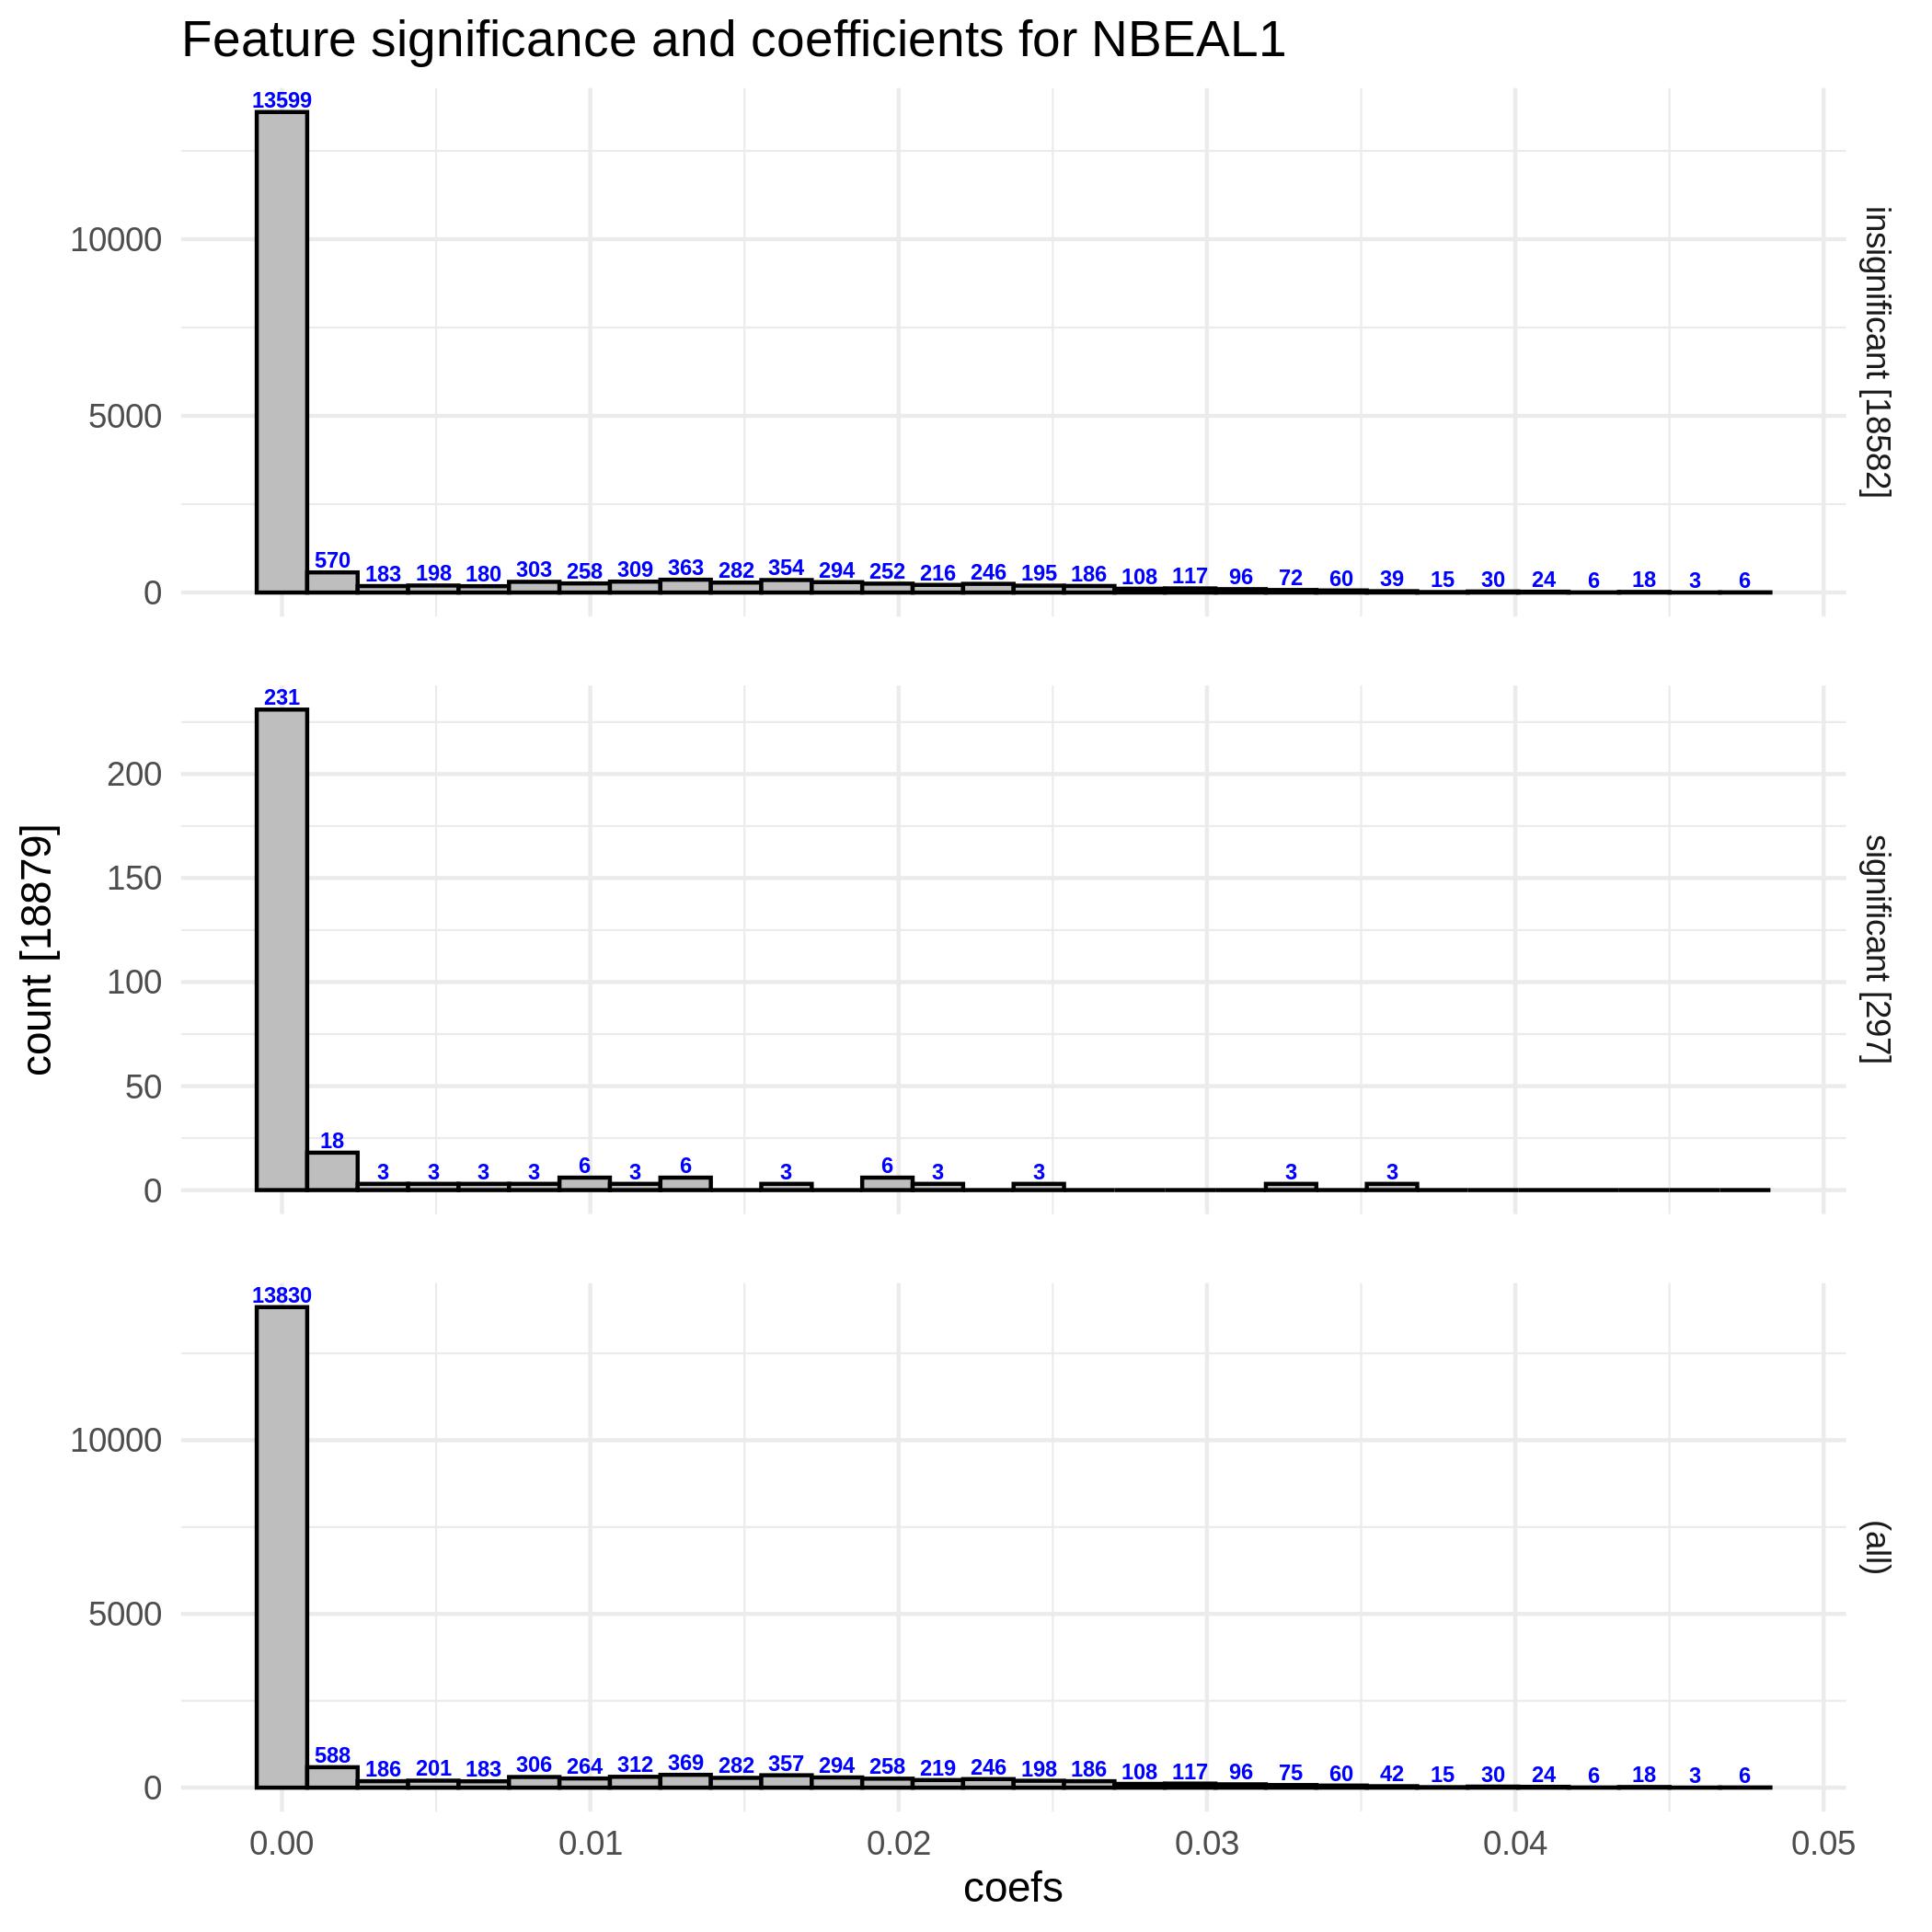 Feature significance and coefficients for NBEAL1
13599
10000
5000
0
570 183 198 180 303 258 309 363 282 354 294 252 216 246 195 186 108 117 96 72 60 39 15 30 24 6 18 3 6
insignificant [18582]
231
200
150
100
50
0
18 3 3 3 3 6 3 6 3 6 3 3 3 3
significant [297]
count [18879]
13830
10000
5000
0
588 186 201 183 306 264 312 369 282 357 294 258 219 246 198 186 108 117 96 75 60 42 15 30 24 6 18 3 6
(all)
0.00 0.01 0.02 0.03 0.04 0.05
coefs